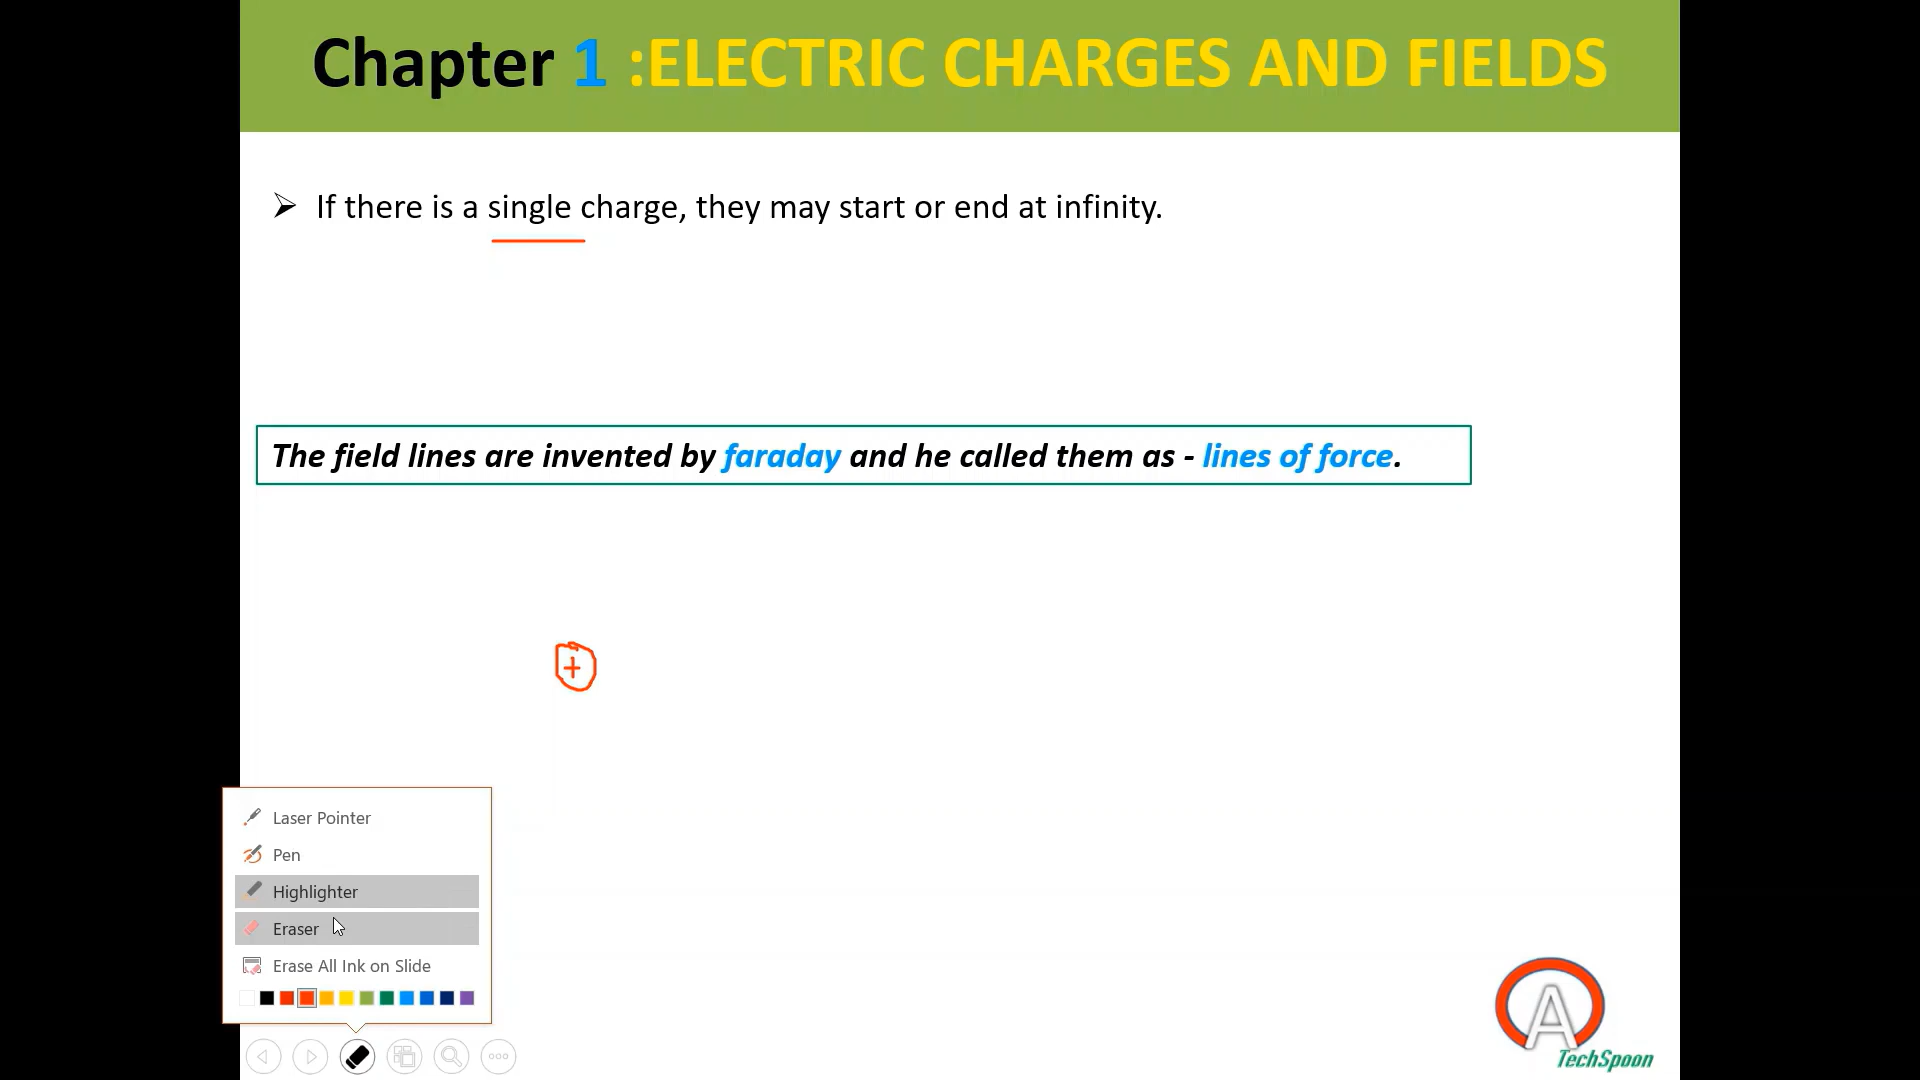 Chapter 1 :ELECTRIC CHARGES AND FIELDS
If there is a single charge, they may start or end at infinity.
The field lines are invented by faraday and he called them as - lines of force.
+
Laser Pointer
Pen
Highlighter
Eraser
Erase All Ink on Slide
A
TechSpoon